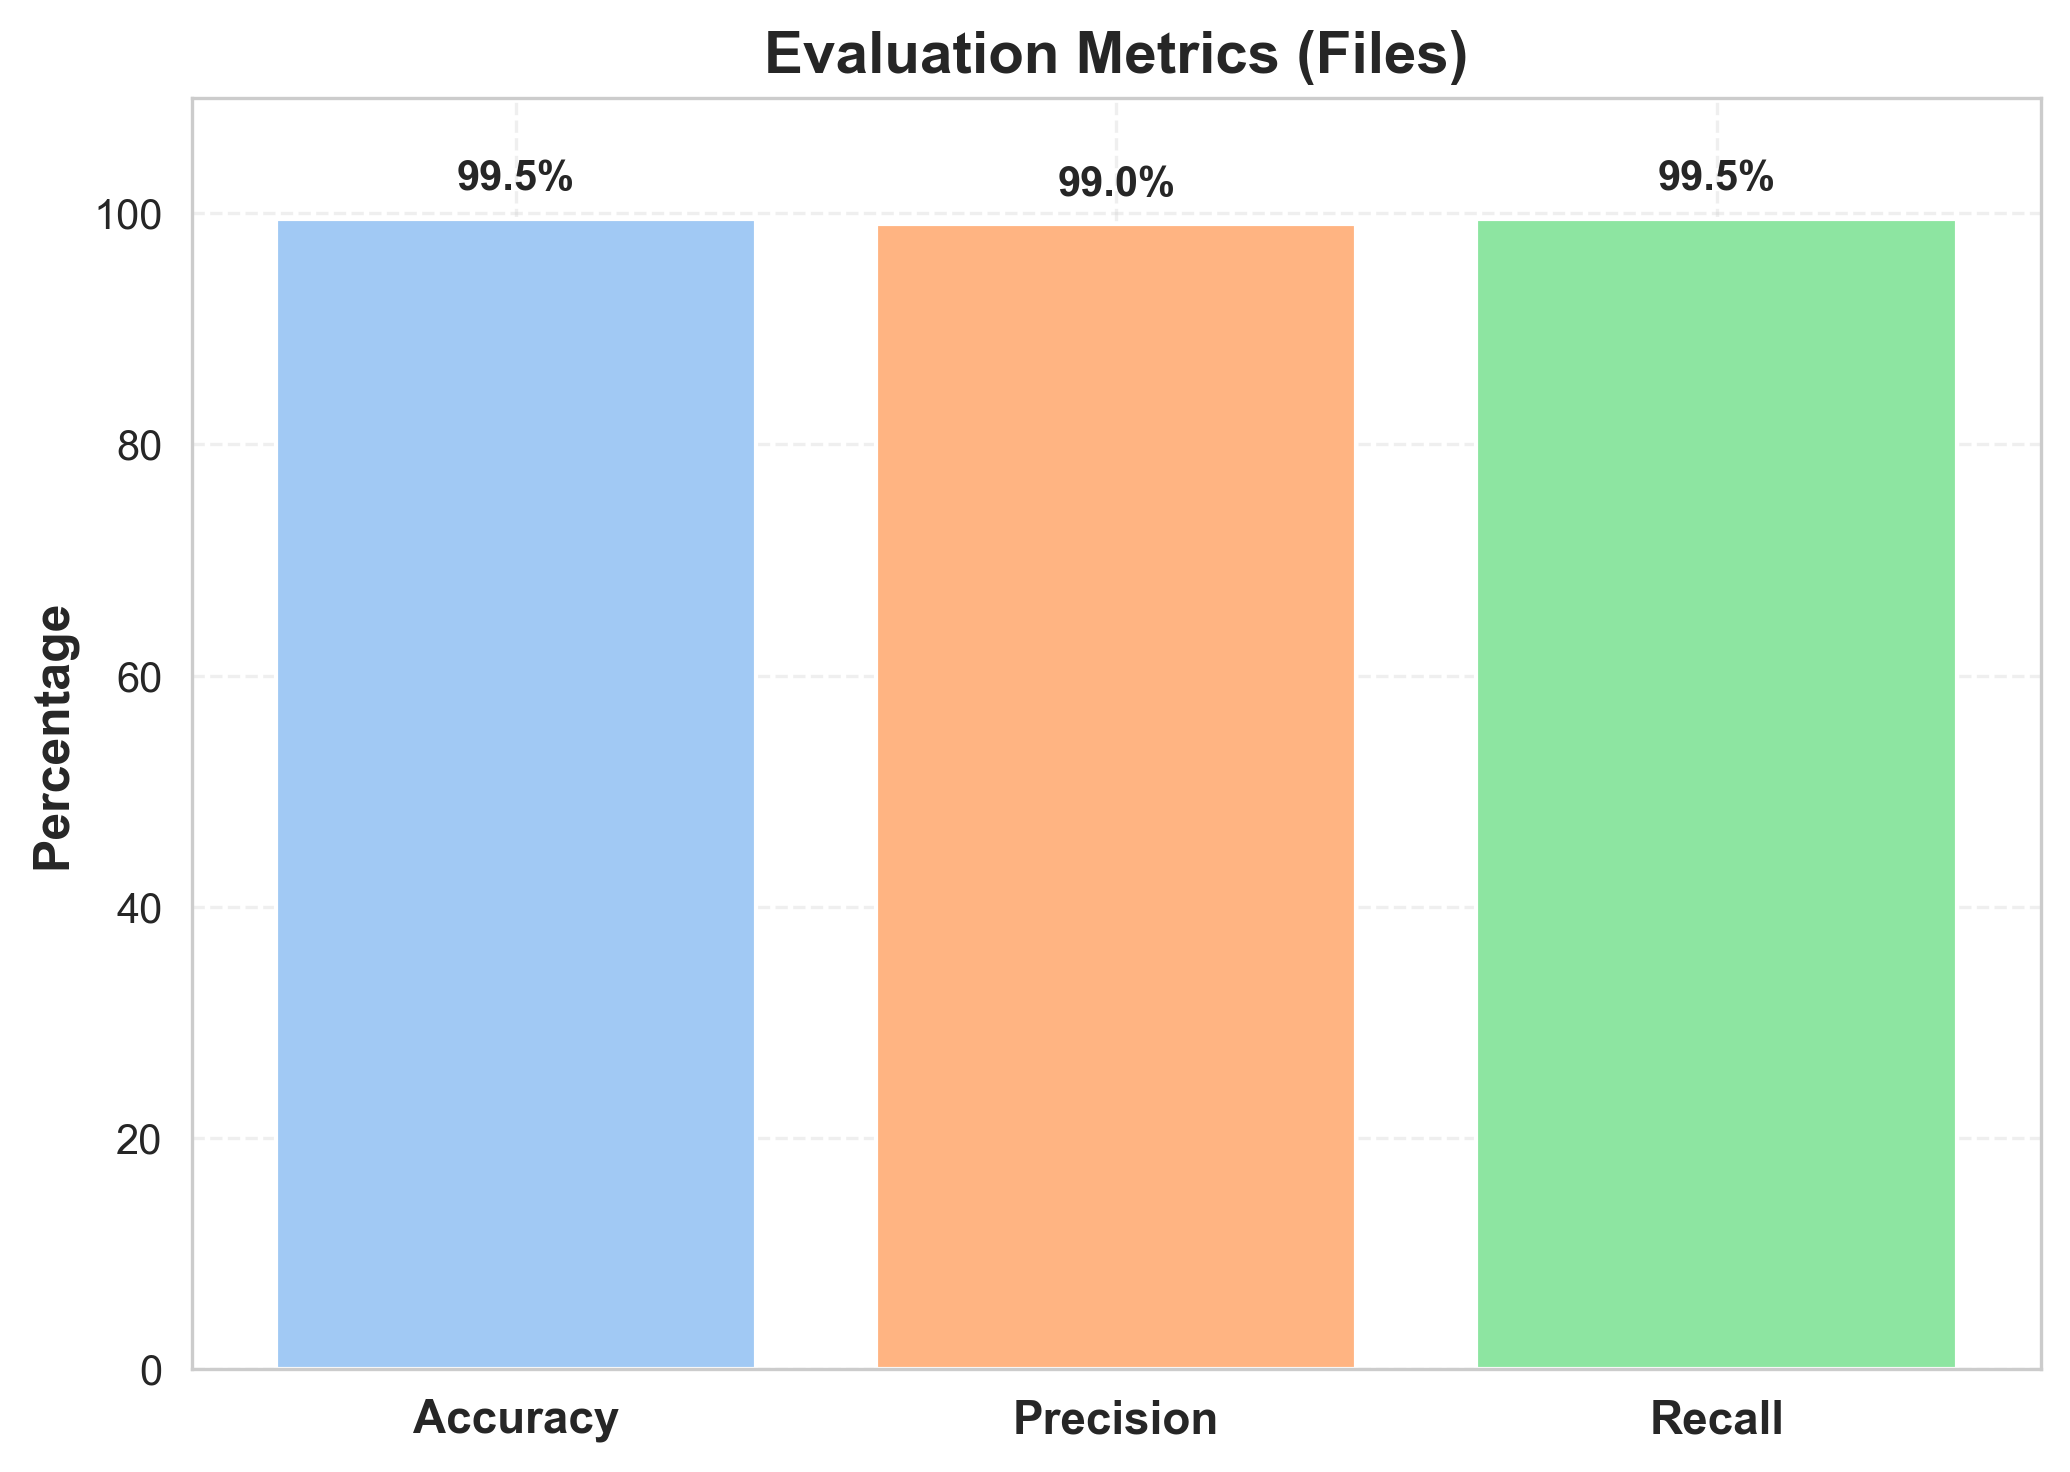 Evaluation Metrics (Files)
99.5%
99.0%
99.5%
100
80
60
40
20
0
Percentage
Accuracy
Precision
Recall